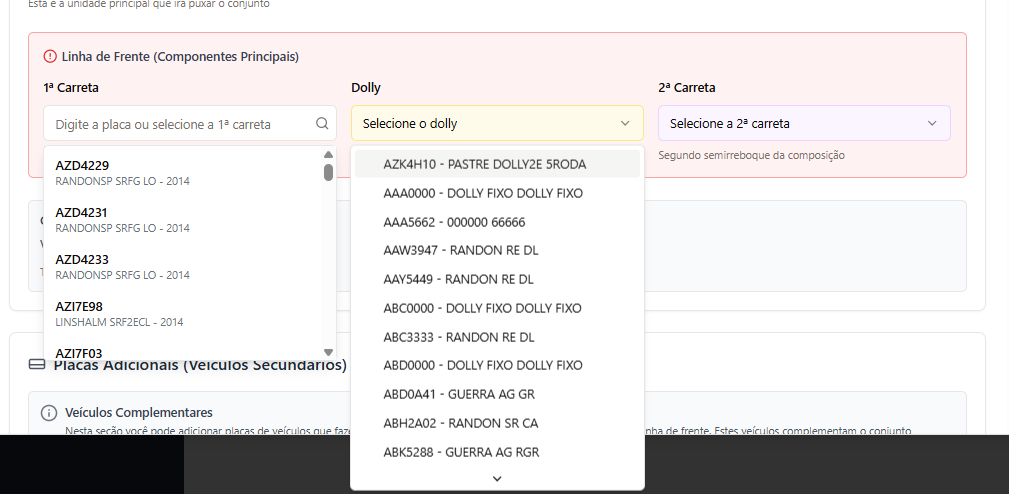 Esta é a unidade principal que irá puxar o conjunto
Linha de Frente (Componentes Principais)
1ª Carreta
Dolly
2ª Carreta
Digite a placa ou selecione a 1ª carreta
Selecione o dolly
Selecione a 2ª carreta
Segundo semirreboque da composição
AZD4229
RANDONSP SRFG LO - 2014
AZD4231
RANDONSP SRFG LO - 2014
AZD4233
RANDONSP SRFG LO - 2014
AZI7E98
LINSHALM SRF2ECL - 2014
AZI7F03
AZK4H10 - PASTRE DOLLY2E 5RODA
AAA0000 - DOLLY FIXO DOLLY FIXO
AAA5662 - 000000 66666
AAW3947 - RANDON RE DL
AAY5449 - RANDON RE DL
ABC0000 - DOLLY FIXO DOLLY FIXO
ABC3333 - RANDON RE DL
ABD0000 - DOLLY FIXO DOLLY FIXO
ABD0A41 - GUERRA AG GR
ABH2A02 - RANDON SR CA
ABK5288 - GUERRA AG RGR
Placas Adicionais (Veículos Secundários)
Veículos Complementares
Nesta seção você pode adicionar placas de veículos que de frente. Estes veículos complementam o conjunto